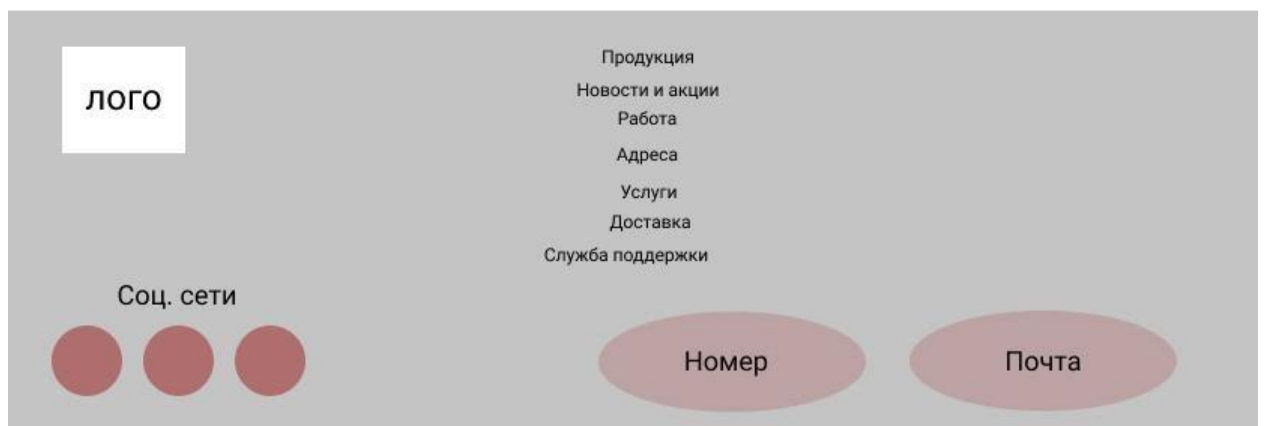 лого
Продукция
Новости и акции
Работа
Адреса
Услуги
Доставка
Служба поддержки
Соц. сети
Номер
Почта